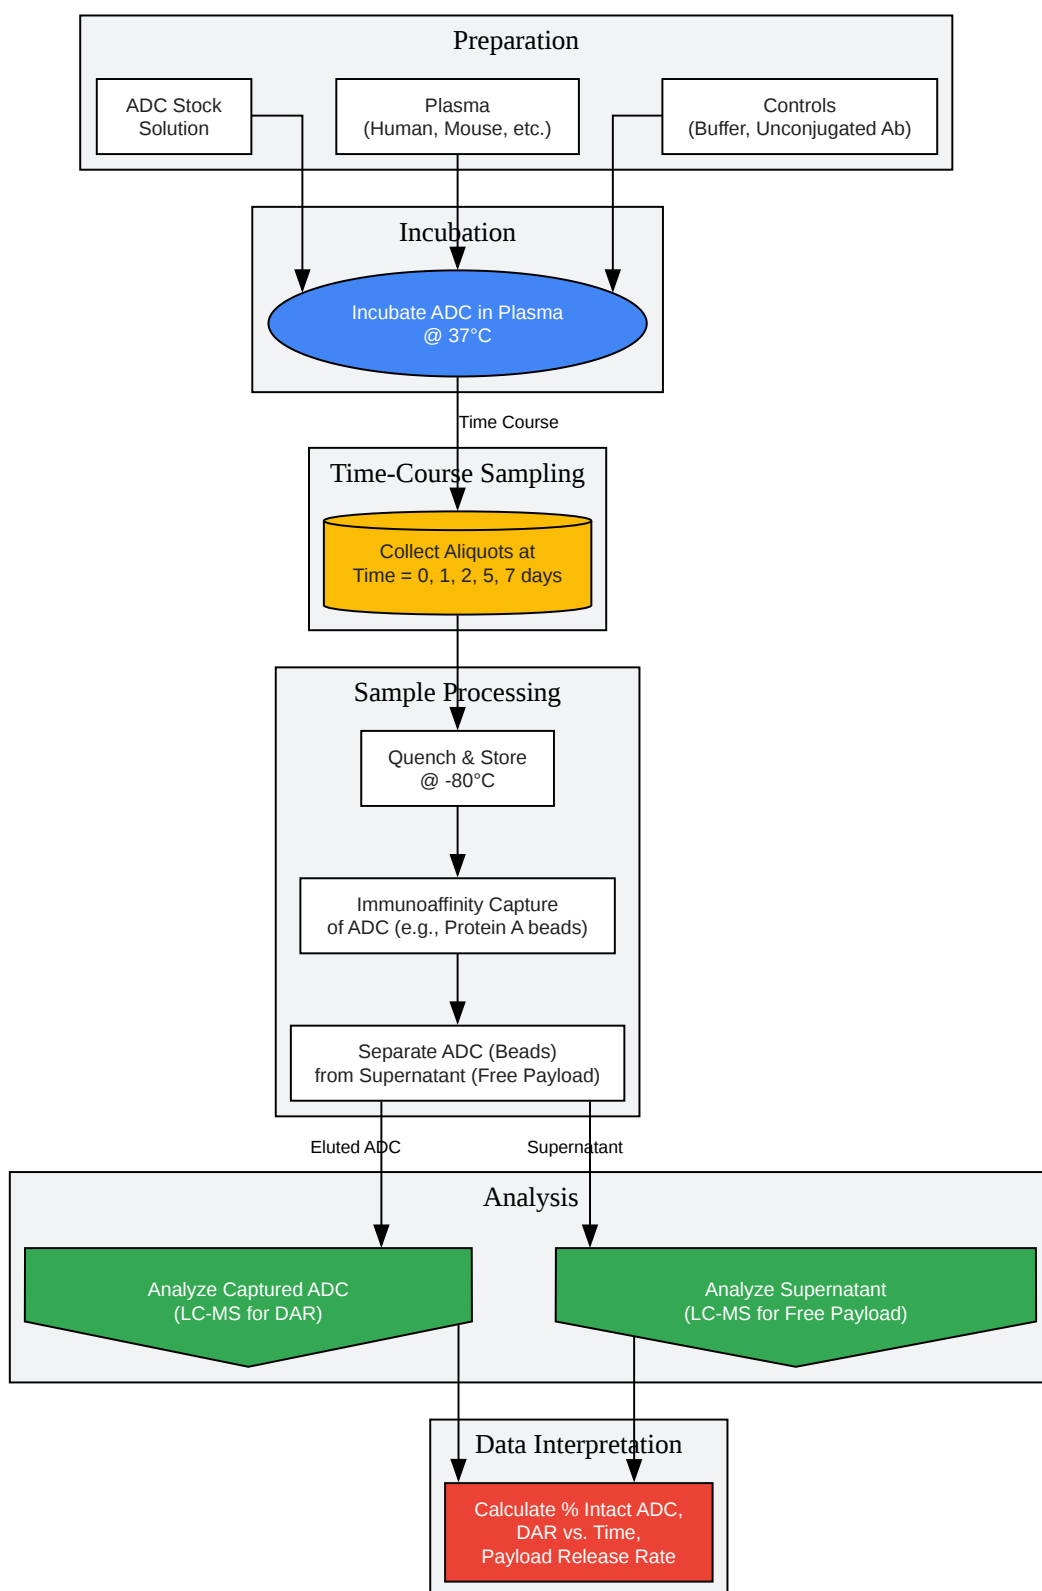 Preparation
ADC Stock
Solution
Plasma
(Human, Mouse, etc.)
Controls
(Buffer, Unconjugated Ab)
Incubation
Incubate ADC in Plasma
@ 37°C
Time Course
Time-Course Sampling
Collect Aliquots at
Time = 0, 1, 2, 5, 7 days
Sample Processing
Quench & Store
@ -80°C
Immunoaffinity Capture
of ADC (e.g., Protein A beads)
Separate ADC (Beads)
from Supernatant (Free Payload)
Eluted ADC
Supernatant
Analysis
Analyze Captured ADC
(LC-MS for DAR)
Analyze Supernatant
(LC-MS for Free Payload)
Data Interpretation
Calculate % Intact ADC,
DAR vs. Time,
Payload Release Rate